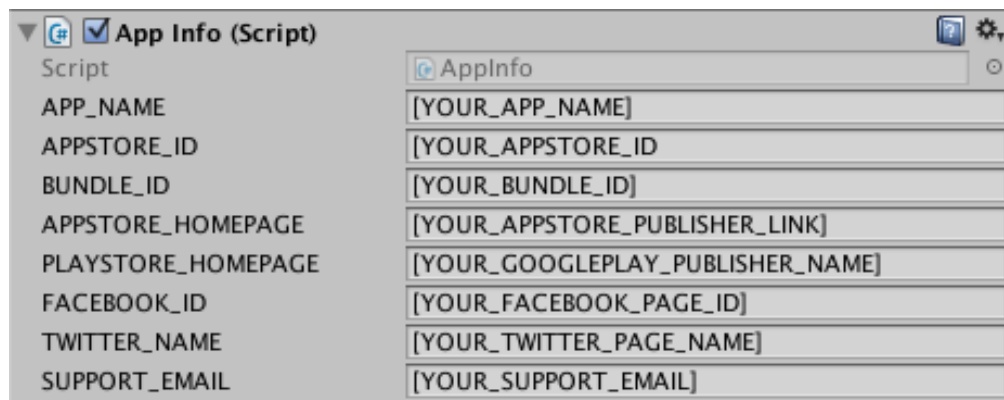 App Info (Script)
Script AppInfo
APP_NAME [YOUR_APP_NAME]
APPSTORE_ID [YOUR_APPSTORE_ID
BUNDLE_ID [YOUR_BUNDLE_ID]
APPSTORE_HOMEPAGE [YOUR_APPSTORE_PUBLISHER_LINK]
PLAYSTORE_HOMEPAGE [YOUR_GOOGLEPLAY_PUBLISHER_NAME]
FACEBOOK_ID [YOUR_FACEBOOK_PAGE_ID]
TWITTER_NAME [YOUR_TWITTER_PAGE_NAME]
SUPPORT_EMAIL [YOUR_SUPPORT_EMAIL]